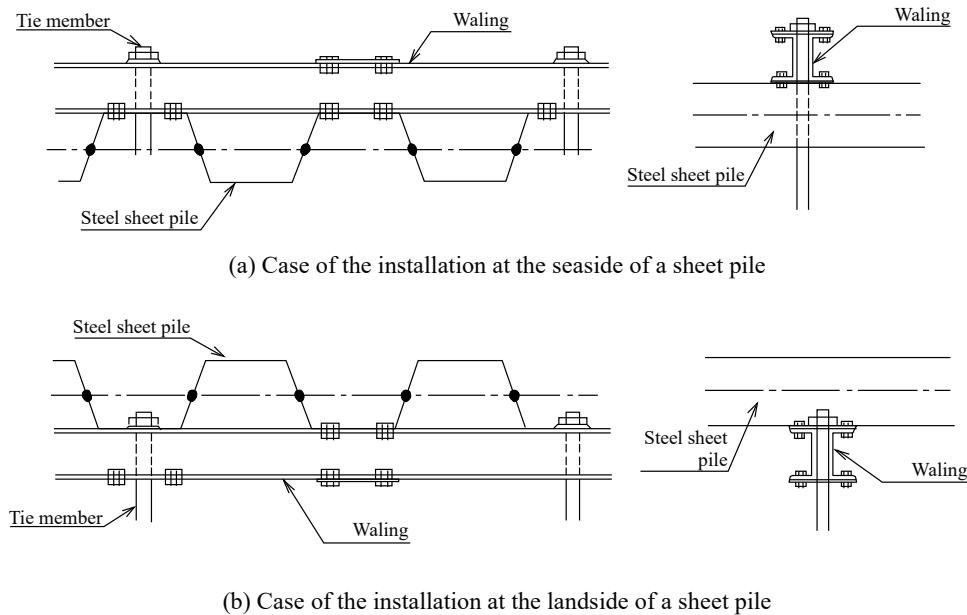 Tie member
Waling
Waling
Steel sheet pile
Steel sheet pile
(a) Case of the installation at the seaside of a sheet pile
Steel sheet pile
Steel sheet
pile
Waling
Tie member
Waling
(b) Case of the installation at the landside of a sheet pile